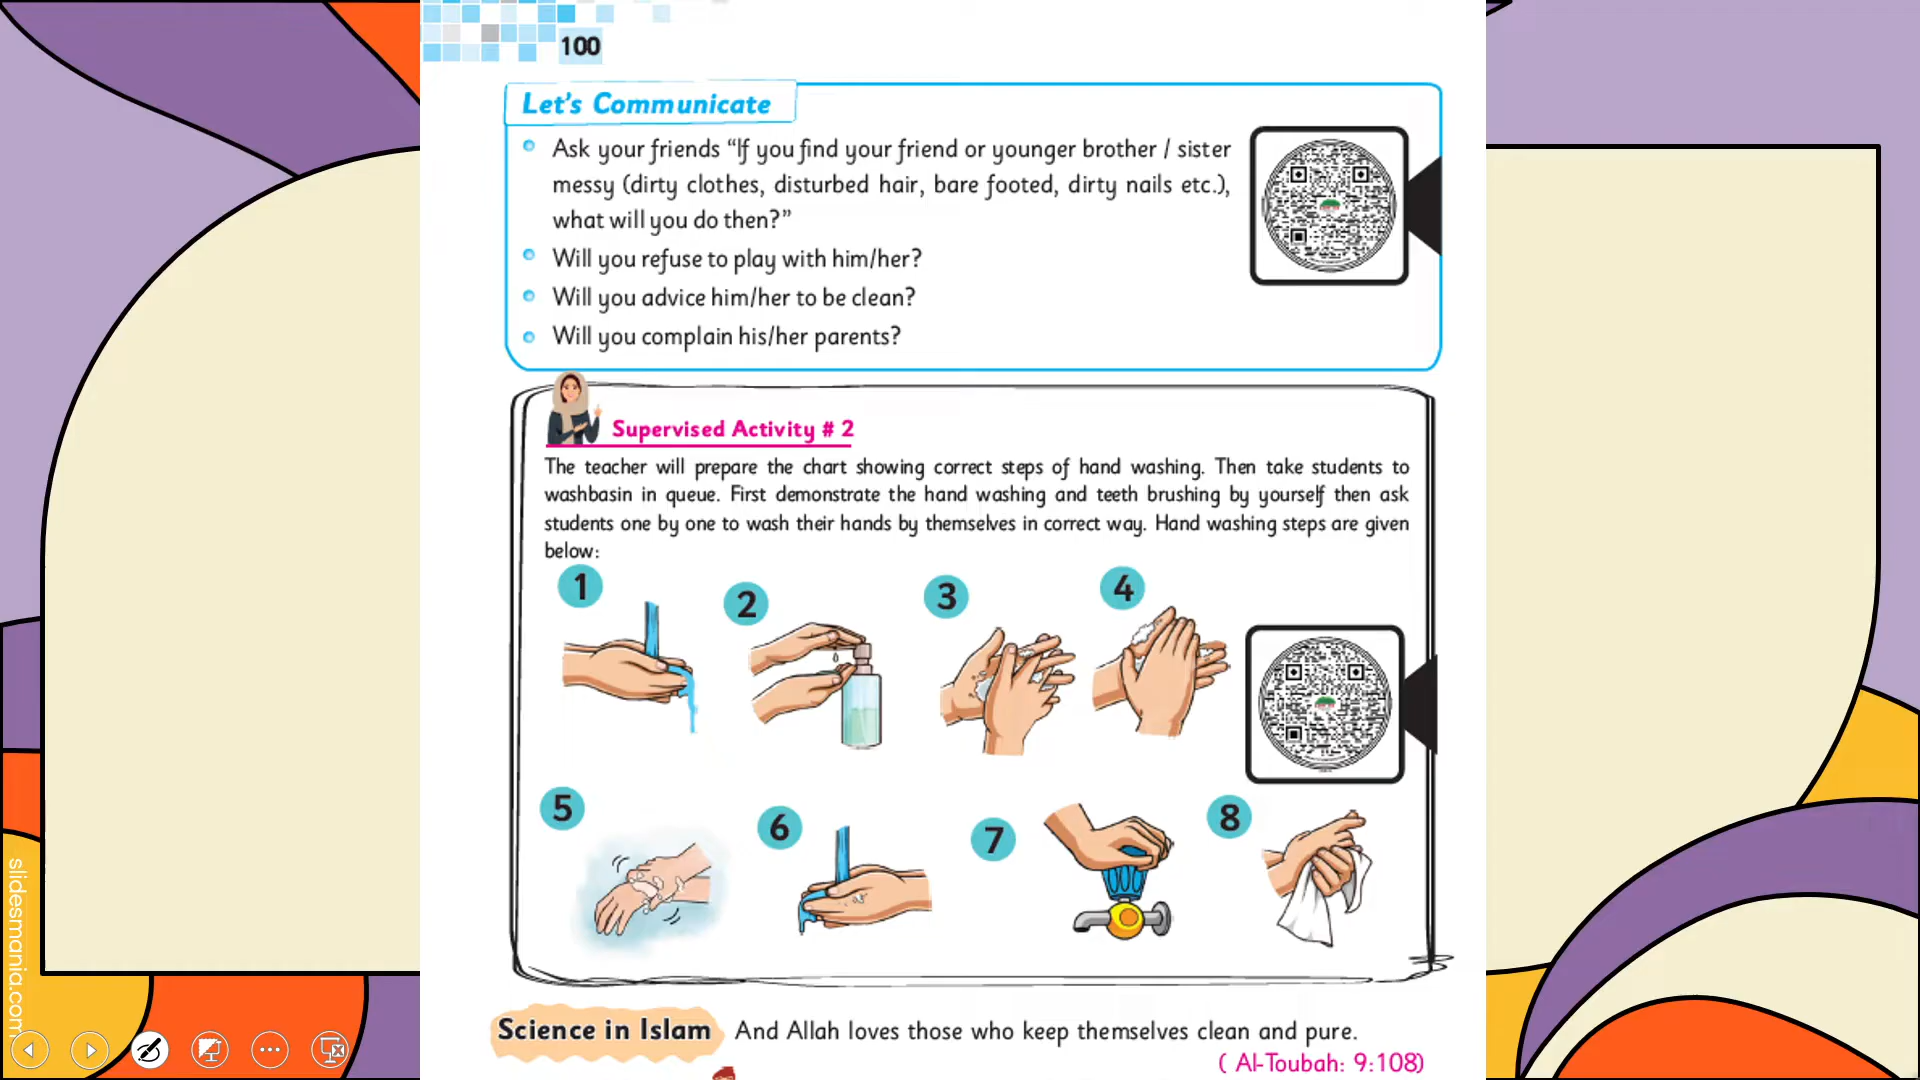 100
Let's Communicate
Ask your friends “If you find your friend or younger brother / sister
messy (dirty clothes, disturbed hair, bare footed, dirty nails etc.),
what will you do then?”
Will you refuse to play with him/her?
Will you advice him/her to be clean?
Will you complain his/her parents?
Supervised Activity # 2
The teacher will prepare the chart showing correct steps of hand washing. Then take students to
washbasin in queue. First demonstrate the hand washing and teeth brushing by yourself then ask
students one by one to wash their hands by themselves in correct way. Hand washing steps are given
below:
1
2
3
4
5
6
7
8
Science in Islam And Allah loves those who keep themselves clean and pure.
( Al-Toubah: 9:108)
slidesmania.com